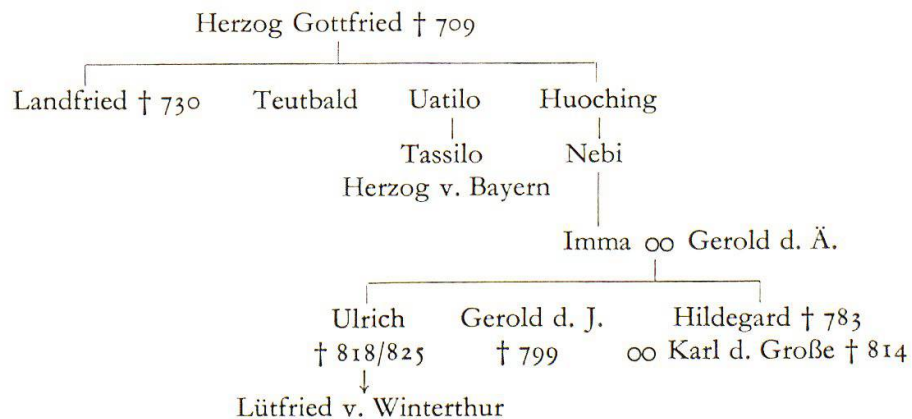 Herzog Gottfried † 709
Landfried † 730 Teutbald Uatilo Huoching
Tassilo Nebi
Herzog v. Bayern
Imma ∞ Gerold d. Ä.
Ulrich Gerold d. J. Hildegard † 783
† 818/825 † 799 ∞ Karl d. Große † 814
Lütfried v. Winterthur